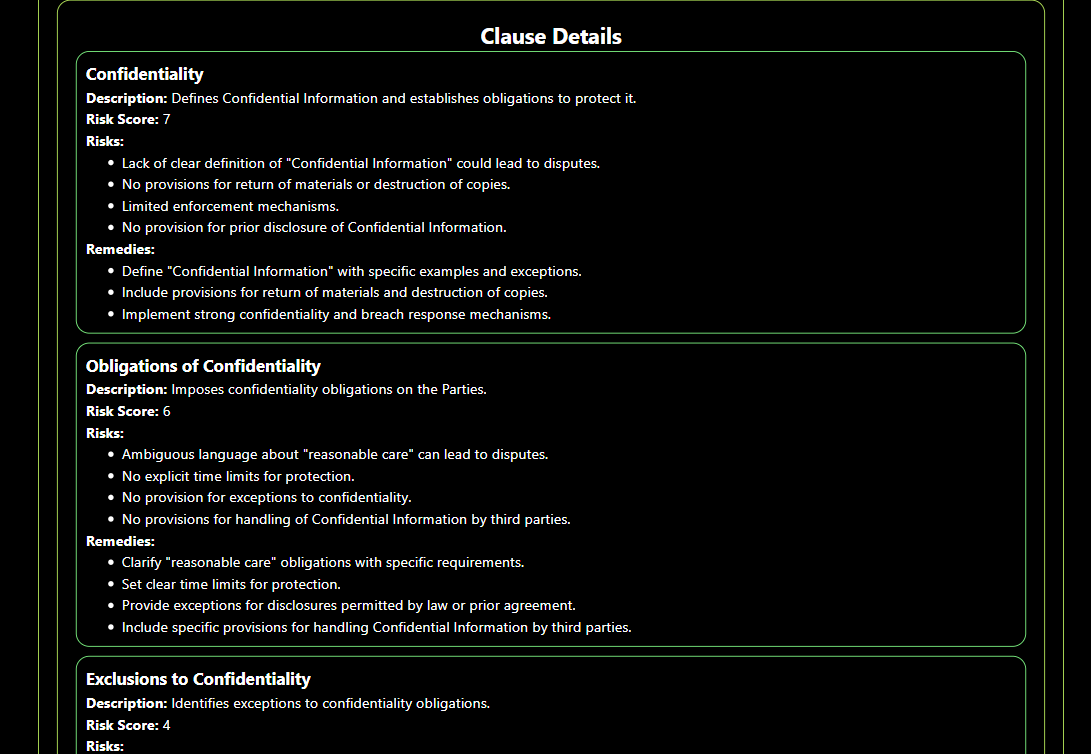 Clause Details
Confidentiality
Description: Defines Confidential Information and establishes obligations to protect it.
Risk Score: 7
Risks:
• Lack of clear definition of "Confidential Information" could lead to disputes.
• No provisions for return of materials or destruction of copies.
• Limited enforcement mechanisms.
• No provision for prior disclosure of Confidential Information.
Remedies:
• Define "Confidential Information" with specific examples and exceptions.
• Include provisions for return of materials and destruction of copies.
• Implement strong confidentiality and breach response mechanisms.
Obligations of Confidentiality
Description: Imposes confidentiality obligations on the Parties.
Risk Score: 6
Risks:
• Ambiguous language about "reasonable care" can lead to disputes.
• No explicit time limits for protection.
• No provision for exceptions to confidentiality.
• No provisions for handling of Confidential Information by third parties.
Remedies:
• Clarify "reasonable care" obligations with specific requirements.
• Set clear time limits for protection.
• Provide exceptions for disclosures permitted by law or prior agreement.
• Include specific provisions for handling Confidential Information by third parties.
Exclusions to Confidentiality
Description: Identifies exceptions to confidentiality obligations.
Risk Score: 4
Risks: